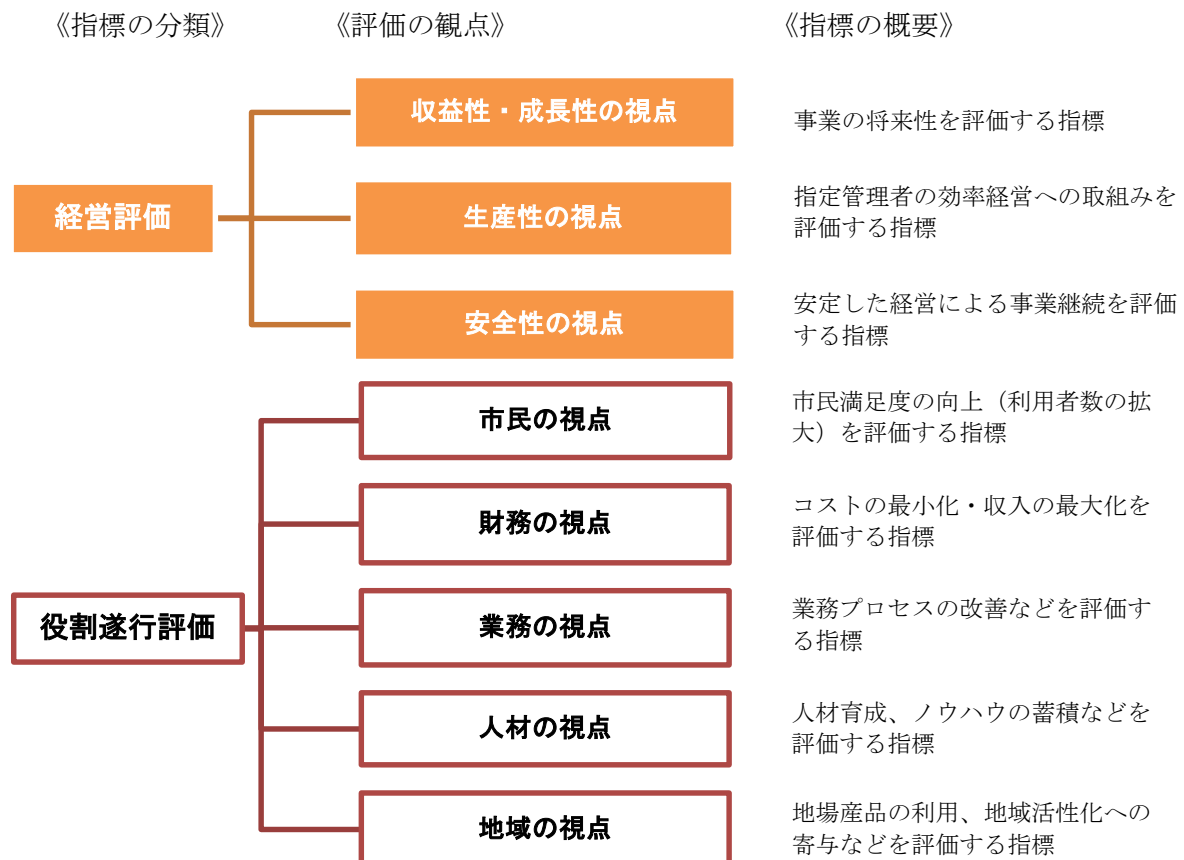 《指標の分類》 《評価の観点》 《指標の概要》
収益性・成長性の視点
事業の将来性を評価する指標
経営評価
生産性の視点
指定管理者の効率経営への取組みを
評価する指標
安全性の視点
安定した経営による事業継続を評価
する指標
市民の視点
市民満足度の向上（利用者数の拡
大）を評価する指標
財務の視点
コストの最小化・収入の最大化を
評価する指標
役割遂行評価
業務の視点
業務プロセスの改善などを評価す
る指標
人材の視点
人材育成、ノウハウの蓄積などを
評価する指標
地域の視点
地場産品の利用、地域活性化への
寄与などを評価する指標